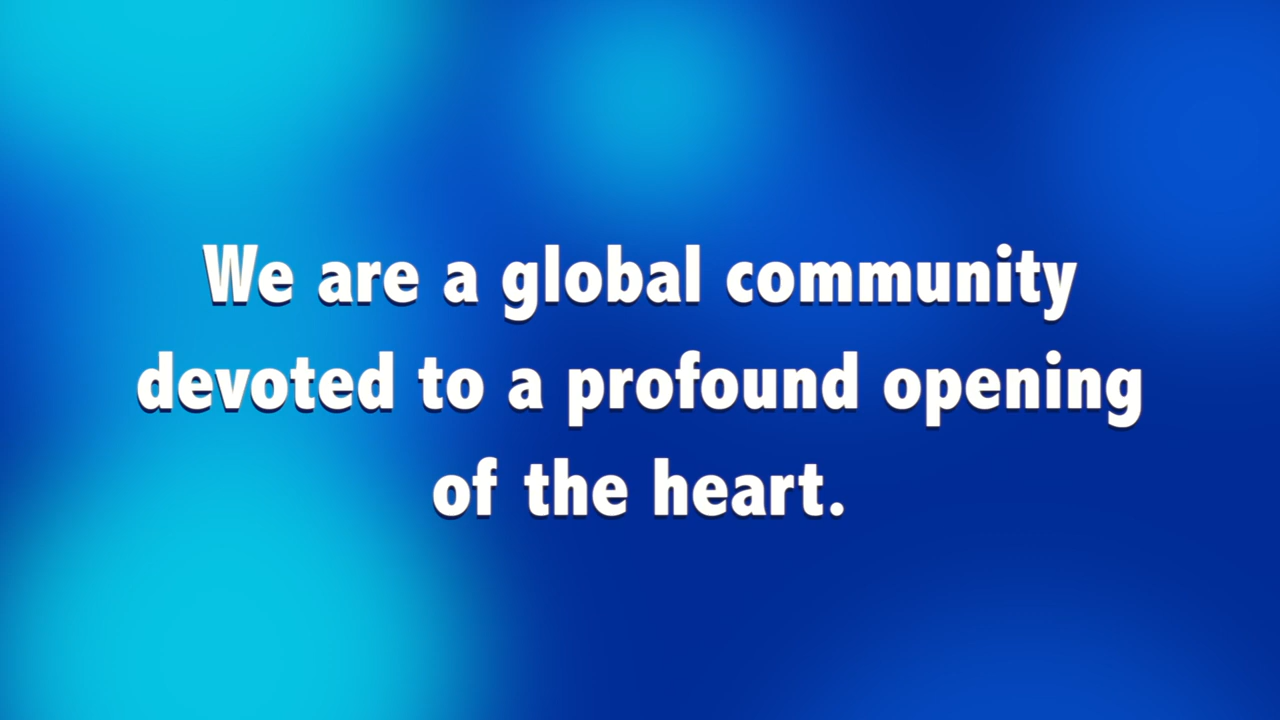 We are a global community
devoted to a profound opening
of the heart.